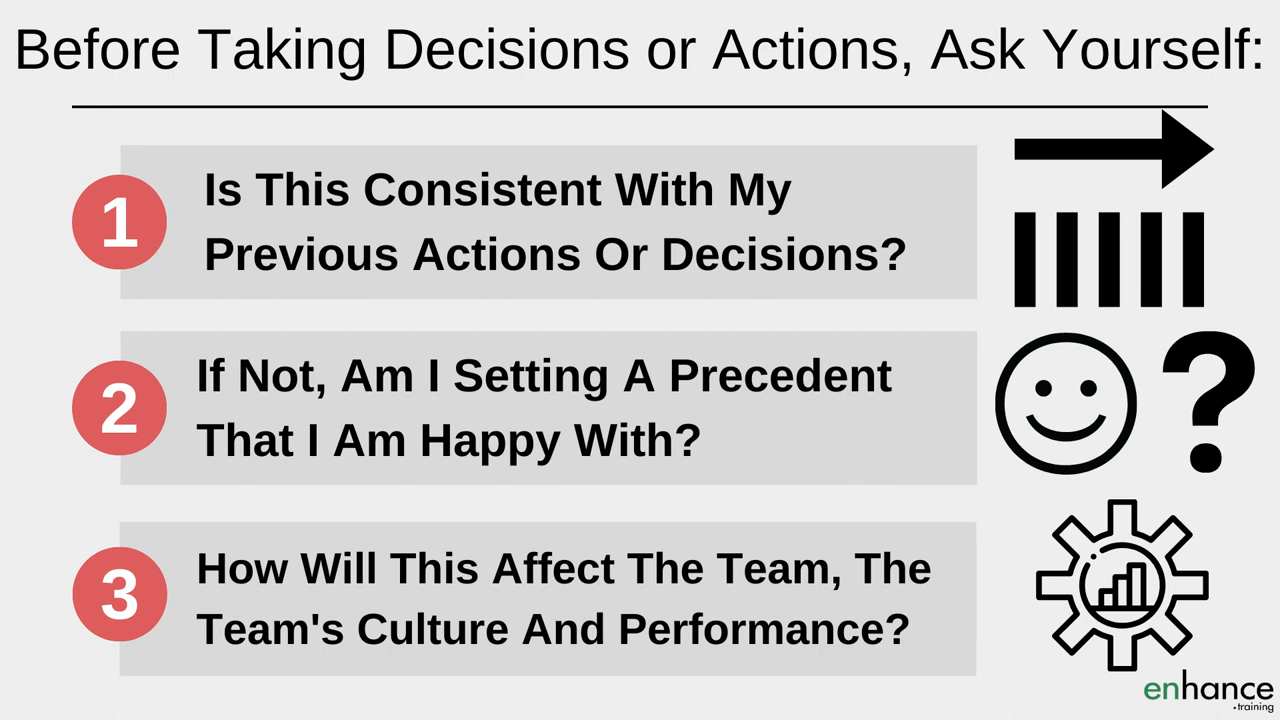 Before Taking Decisions or Actions, Ask Yourself:
1
Is This Consistent With My
Previous Actions Or Decisions?
2
If Not, Am I Setting A Precedent
That I Am Happy With?
?
3
How Will This Affect The Team, The
Team's Culture And Performance?
enhance
.training